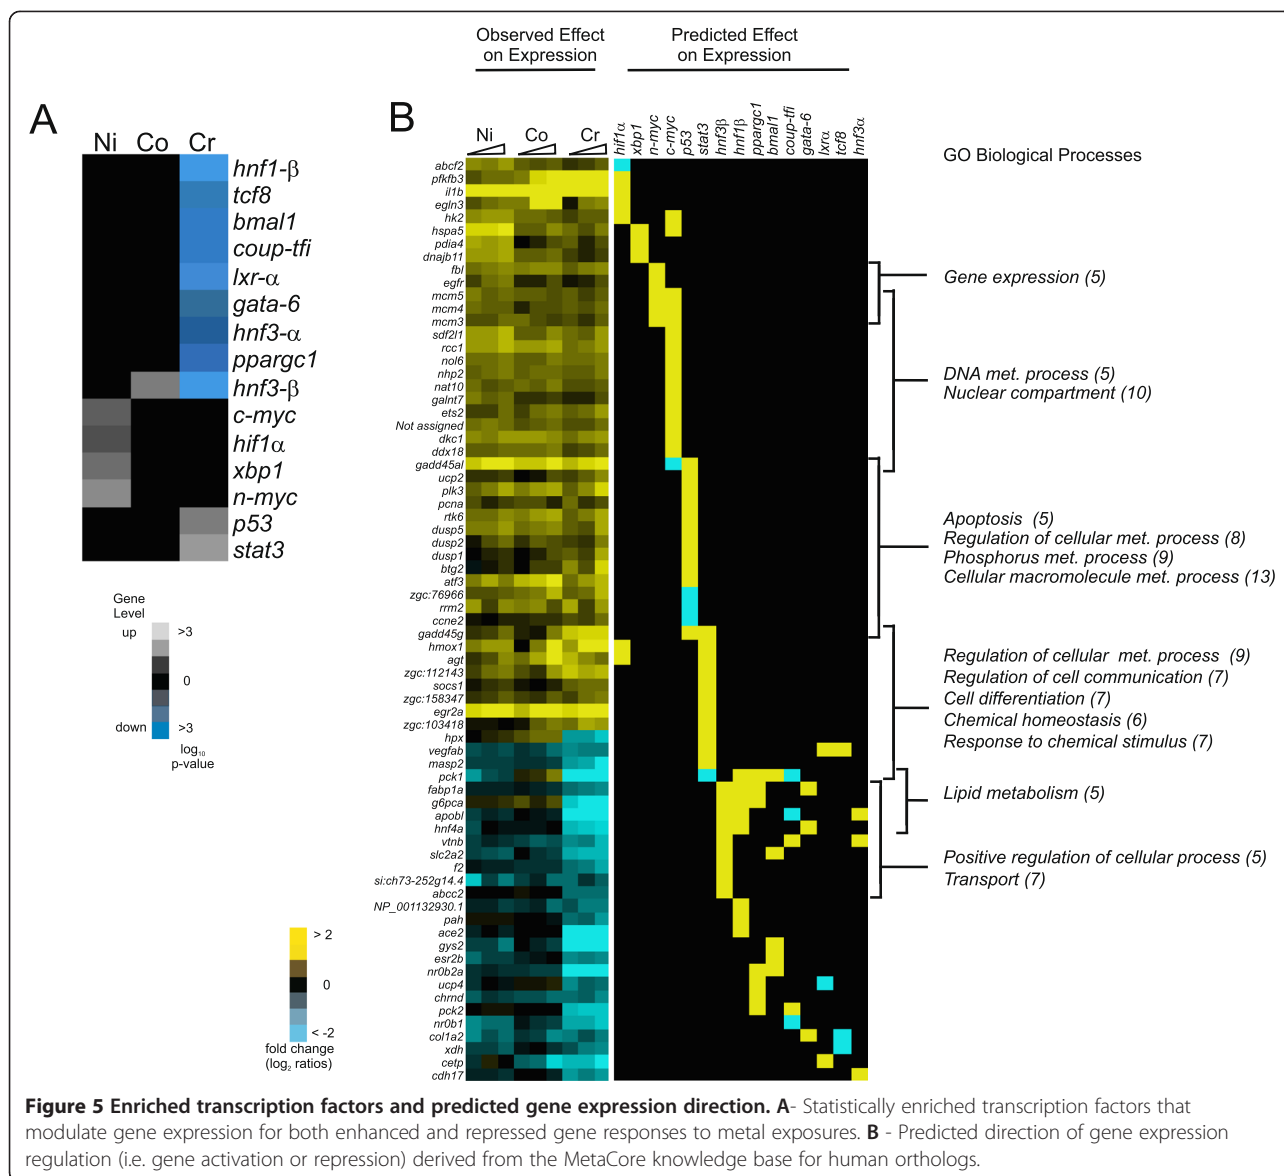 Observed Effect
on Expression
Predicted Effect
on Expression
A
Ni Co Cr
hnf1-β
tcf8
bmal1
coup-tfi
lxr-α
gata-6
hnf3-α
ppargc1
hnf3-β
c-myc
hif1α
xbp1
n-myc
p53
stat3
Gene
Level
up
>3
0
down
>3
log10
p-value
B
Ni Co Cr
hif1α
xbp1
n-myc
c-myc
p53
stat3
hnf3β
hnf1β
ppargc1
bmal1
coup-tfi
gata-6
lxrα
tcf8
hnf3α
GO Biological Processes
abcf2
pfkfb3
il1b
egln3
hk2
hspa5
pdia4
dnajb11
fbl
egfr
mcm5
mcm4
mcm3
sdf2l1
rcc1
nol6
nhp2
nat10
galnt7
ets2
Not assigned
dkc1
ddx18
gadd45al
ucp2
plk3
pcna
rtk6
dusp5
dusp2
dusp1
btg2
atf3
zgc:76966
rrm2
ccne2
gadd45g
hmox1
agt
zgc:112143
socs1
zgc:158347
egr2a
zgc:103418
hpx
vegfab
masp2
pck1
fabp1a
g6pca
apobl
hnf4a
vtnb
slc2a2
f2
si:ch73-252g14.4
abcc2
NP_001132930.1
pah
ace2
gys2
esr2b
nr0b2a
ucp4
chrnd
pck2
nr0b1
col1a2
xdh
cetp
cdh17
Gene expression (5)
DNA met. process (5)
Nuclear compartment (10)
Apoptosis (5)
Regulation of cellular met. process (8)
Phosphorus met. process (9)
Cellular macromolecule met. process (13)
Regulation of cellular met. process (9)
Regulation of cell communication (7)
Cell differentiation (7)
Chemical homeostasis (6)
Response to chemical stimulus (7)
Lipid metabolism (5)
Positive regulation of cellular process (5)
Transport (7)
> 2
0
< -2
fold change
(log2 ratios)
Figure 5 Enriched transcription factors and predicted gene expression direction. A- Statistically enriched transcription factors that
modulate gene expression for both enhanced and repressed gene responses to metal exposures. B - Predicted direction of gene expression
regulation (i.e. gene activation or repression) derived from the MetaCore knowledge base for human orthologs.